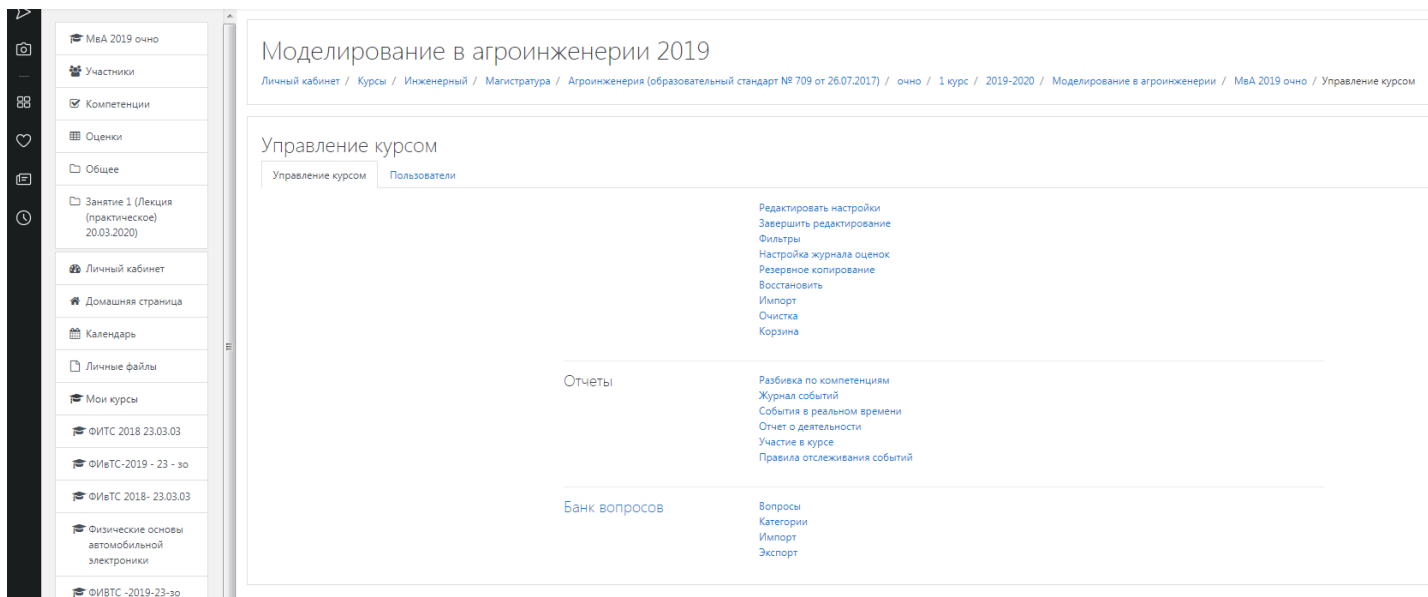 МвА 2019 очно
Участники
Компетенции
Оценки
Общее
Занятие 1 (Лекция
(практическое)
20.03.2020)
Личный кабинет
Домашняя страница
Календарь
Личные файлы
Мои курсы
ФИТС 2018 23.03.03
ФИвТС-2019 - 23 - зо
ФИвТС 2018- 23.03.03
Физические основы
автомобильной
электроники
ФИВТС -2019-23-зо
Моделирование в агроинженерии 2019
Личный кабинет / Курсы / Инженерный / Магистратура / Агроинженерия (образовательный стандарт № 709 от 26.07.2017) / очно / 1 курс / 2019-2020 / Моделирование в агроинженерии / МвА 2019 очно / Управление курсом
Управление курсом
Управление курсом Пользователи
Редактировать настройки
Завершить редактирование
Фильтры
Настройка журнала оценок
Резервное копирование
Восстановить
Импорт
Очистка
Корзина
Отчеты
Разбивка по компетенциям
Журнал событий
События в реальном времени
Отчет о деятельности
Участие в курсе
Правила отслеживания событий
Банк вопросов
Вопросы
Категории
Импорт
Экспорт